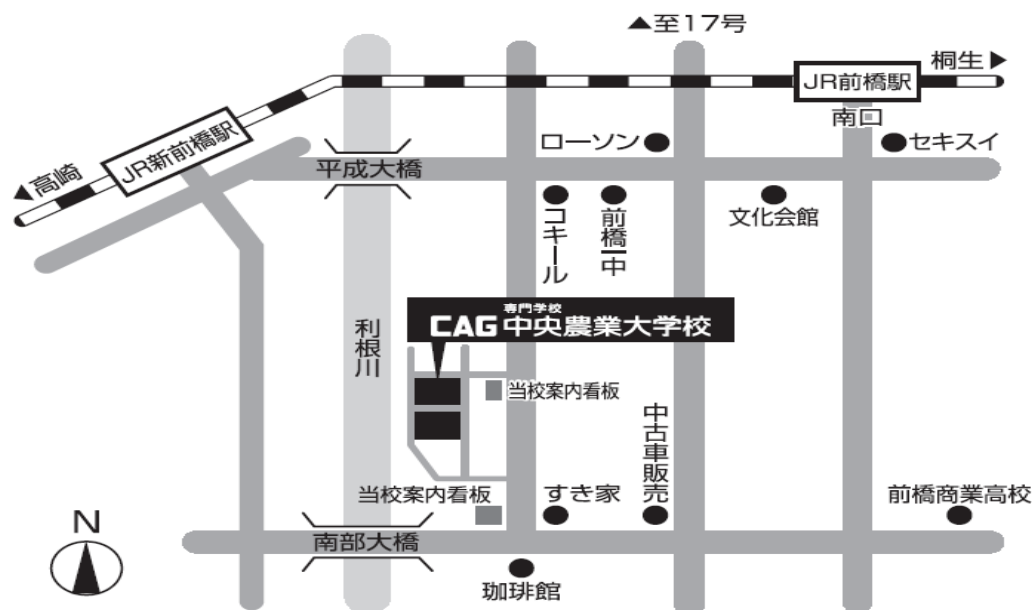 ▲至17号
桐生▶
JR前橋駅
南口
JR新前橋駅
◀高崎
ローソン
セキスイ
平成大橋
コキール
前橋一中
文化会館
専門学校
CAG 中央農業大学校
利根川
当校案内看板
中古車販売
当校案内看板
すき家
前橋商業高校
N
南部大橋
珈琲館